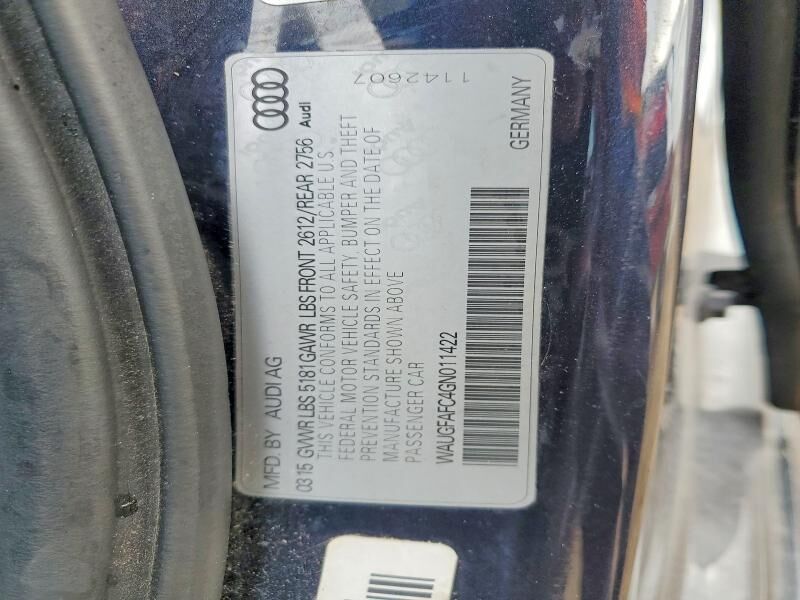 MFD. BY AUDI AG
03 15 GVWR LBS 5181 GAWR LBS FRONT 2612/REAR 2756
THIS VEHICLE CONFORMS TO ALL APPLICABLE U.S.
FEDERAL MOTOR VEHICLE SAFETY, BUMPER AND THEFT
PREVENTION STANDARDS IN EFFECT ON THE DATE OF
MANUFACTURE SHOWN ABOVE
PASSENGER CAR
WAUGFAFC4GN011422
Audi
GERMANY
1142607